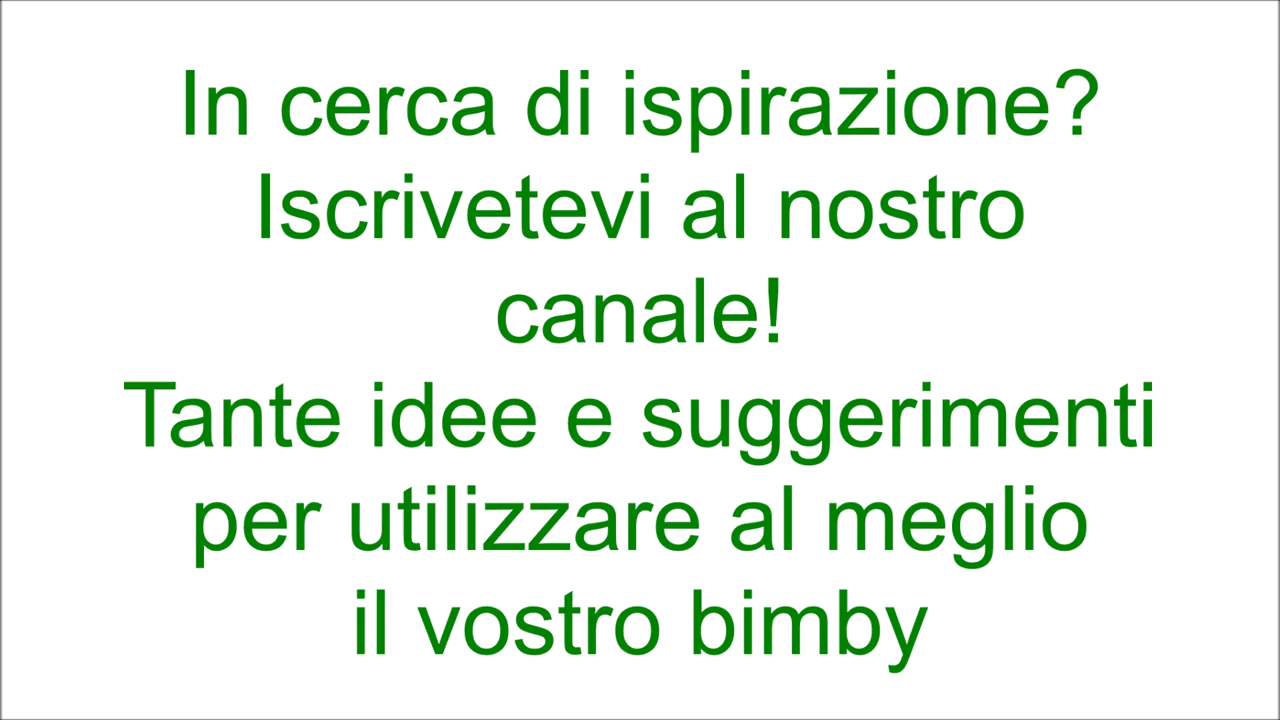 In cerca di ispirazione?
Iscrivetevi al nostro
canale!
Tante idee e suggerimenti
per utilizzare al meglio
il vostro bimby